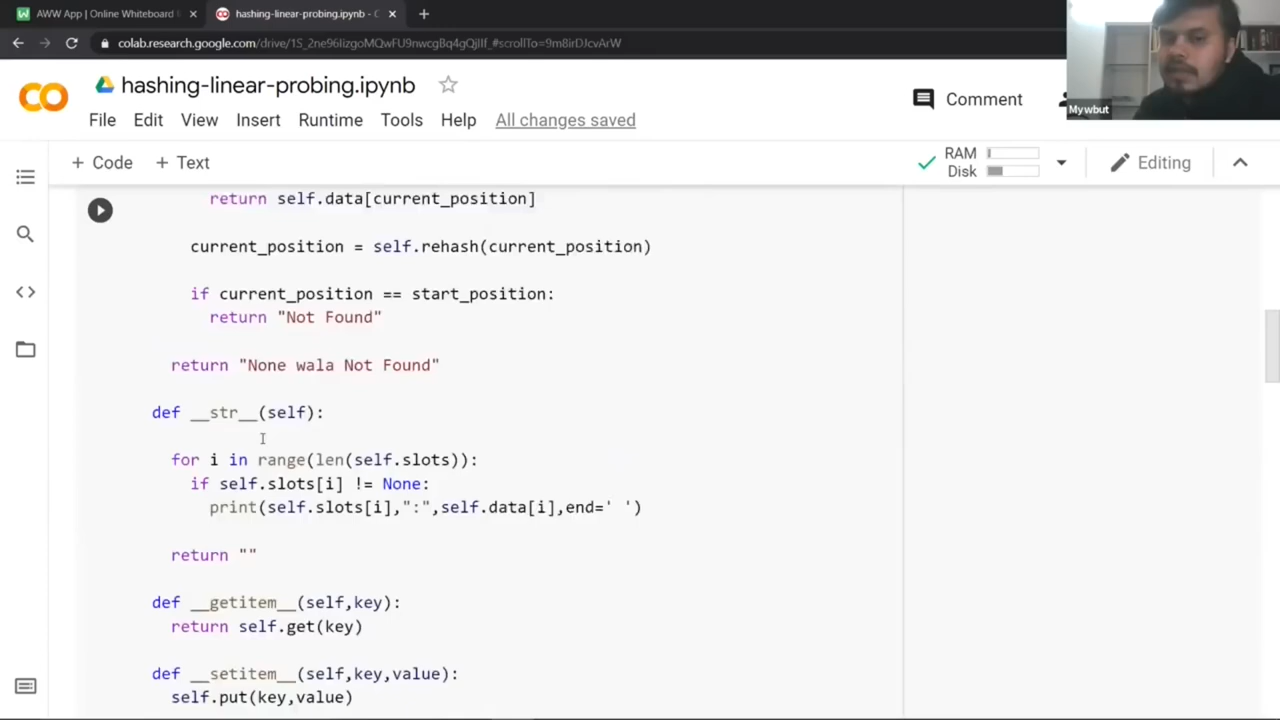 AWW App | Online Whiteboard
hashing-linear-probing.ipynb - C
colab.research.google.com/drive/1S_2ne96lizgoMQwFU9nwcgBq4gQjIlf_#scrollTo=9m8irDJcvArW
Mywbut
CO
hashing-linear-probing.ipynb
Comment
File Edit View Insert Runtime Tools Help All changes saved
+ Code + Text
RAM
Disk
Editing
return self.data[current_position]
current_position = self.rehash(current_position)
if current_position == start_position:
return "Not Found"
return "None wala Not Found"
def __str__(self):
for i in range(len(self.slots)):
if self.slots[i] != None:
print(self.slots[i],":",self.data[i],end=' ')
return ""
def __getitem__(self,key):
return self.get(key)
def __setitem__(self,key,value):
self.put(key,value)